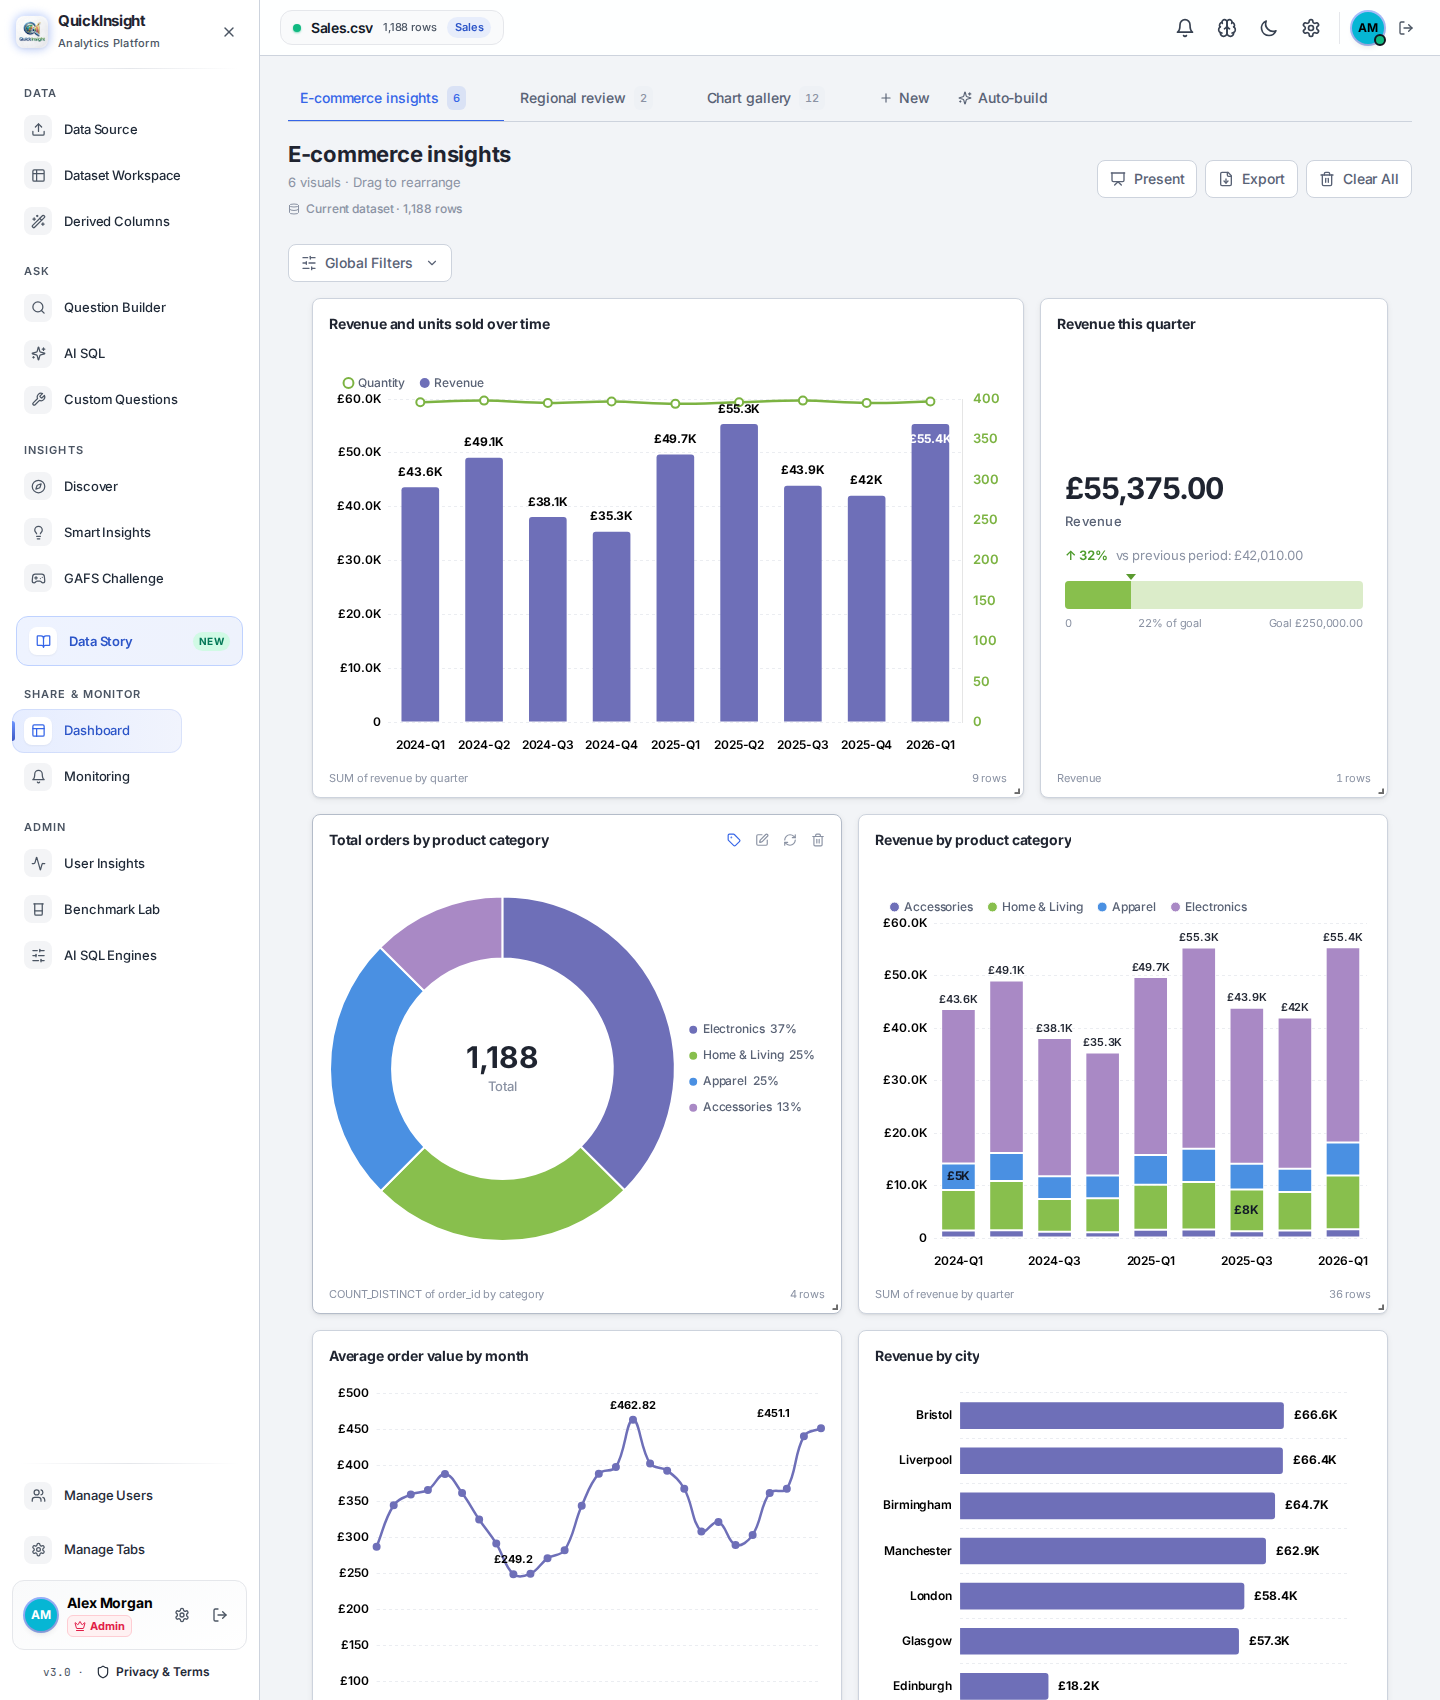 QuickInsight
Analytics Platform
DATA
Data Source
Dataset Workspace
Derived Columns
ASK
Question Builder
AI SQL
Custom Questions
INSIGHTS
Discover
Smart Insights
GAFS Challenge
Data Story NEW
SHARE & MONITOR
Dashboard
Monitoring
ADMIN
User Insights
Benchmark Lab
AI SQL Engines
Manage Users
Manage Tabs
AM Alex Morgan
Admin
v3.0 · Privacy & Terms
Sales.csv 1,188 rows Sales
AM
E-commerce insights 6 Regional review 2 Chart gallery 12 + New Auto-build
E-commerce insights
6 visuals · Drag to rearrange
Current dataset · 1,188 rows
Present Export Clear All
Global Filters
Revenue and units sold over time
Quantity Revenue
£60.0K £50.0K £40.0K £30.0K £20.0K £10.0K 0
£43.6K £49.1K £38.1K £35.3K £49.7K £55.3K £43.9K £42K £55.4K
400 350 300 250 200 150 100 50 0
2024-Q1 2024-Q2 2024-Q3 2024-Q4 2025-Q1 2025-Q2 2025-Q3 2025-Q4 2026-Q1
SUM of revenue by quarter 9 rows
Revenue this quarter
£55,375.00
Revenue
↑ 32% vs previous period: £42,010.00
0 22% of goal Goal £250,000.00
Revenue 1 rows
Total orders by product category
1,188
Total
Electronics 37%
Home & Living 25%
Apparel 25%
Accessories 13%
COUNT_DISTINCT of order_id by category 4 rows
Revenue by product category
Accessories Home & Living Apparel Electronics
£60.0K £50.0K £40.0K £30.0K £20.0K £10.0K 0
£43.6K £49.1K £38.1K £35.3K £49.7K £55.3K £43.9K £42K £55.4K
£5K £8K
2024-Q1 2024-Q3 2025-Q1 2025-Q3 2026-Q1
SUM of revenue by quarter 36 rows
Average order value by month
£500
£450
£400
£350
£300
£250
£200
£150
£100
£462.82 £451.1 £249.2
Revenue by city
Bristol £66.6K
Liverpool £66.4K
Birmingham £64.7K
Manchester £62.9K
London £58.4K
Glasgow £57.3K
Edinburgh £18.2K